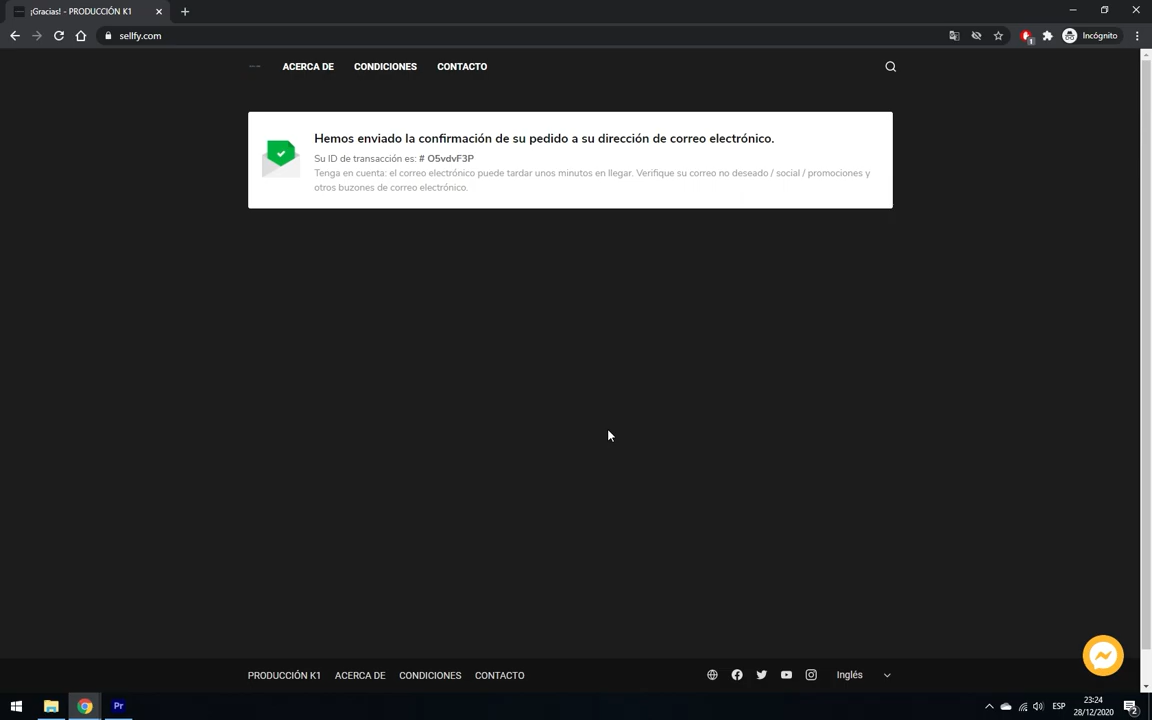 ¡Gracias! - PRODUCCIÓN K1
sellfy.com
1
Incógnito
ACERCA DE
CONDICIONES
CONTACTO
Hemos enviado la confirmación de su pedido a su dirección de correo electrónico.
Su ID de transacción es: # O5vdvF3P
Tenga en cuenta: el correo electrónico puede tardar unos minutos en llegar. Verifique su correo no deseado / social / promociones y
otros buzones de correo electrónico.
PRODUCCIÓN K1
ACERCA DE
CONDICIONES
CONTACTO
Inglés
Pr
ESP
23:24
28/12/2020
2